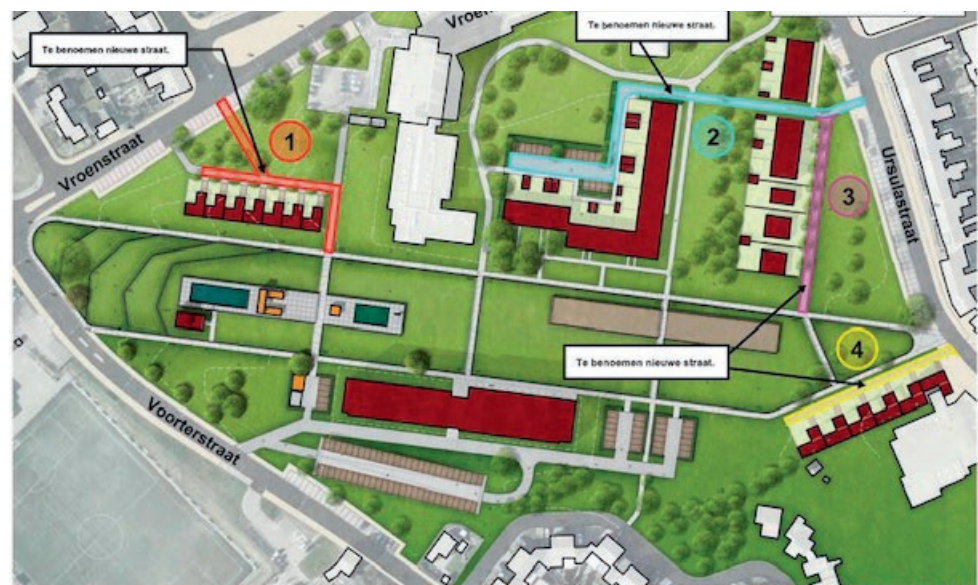 Vroenstraat
Te benoemen nieuwe straat.
Te benoemen nieuwe straat.
1
2
3
Vroenstraat
Ursulastraat
4
Te benoemen nieuwe straat.
Voorterstraat